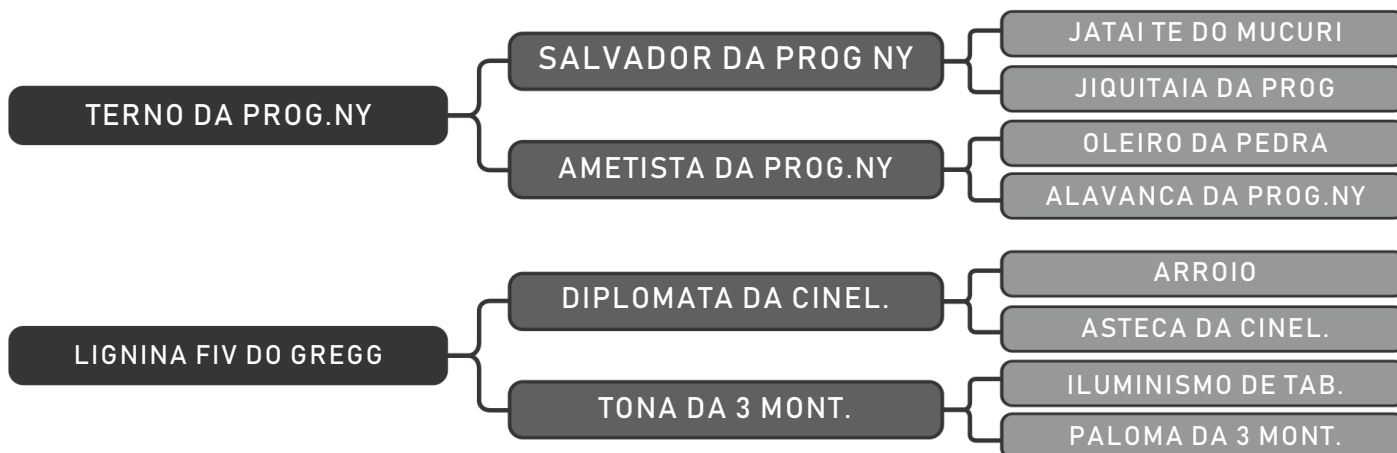 TERNO DA PROG.NY
SALVADOR DA PROG NY
JATAI TE DO MUCURI
JIQUITAIA DA PROG
AMETISTA DA PROG.NY
OLEIRO DA PEDRA
ALAVANCA DA PROG.NY
LIGNINA FIV DO GREGG
DIPLOMATA DA CINEL.
ARROIO
ASTECA DA CINEL.
TONA DA 3 MONT.
ILUMINISMO DE TAB.
PALOMA DA 3 MONT.